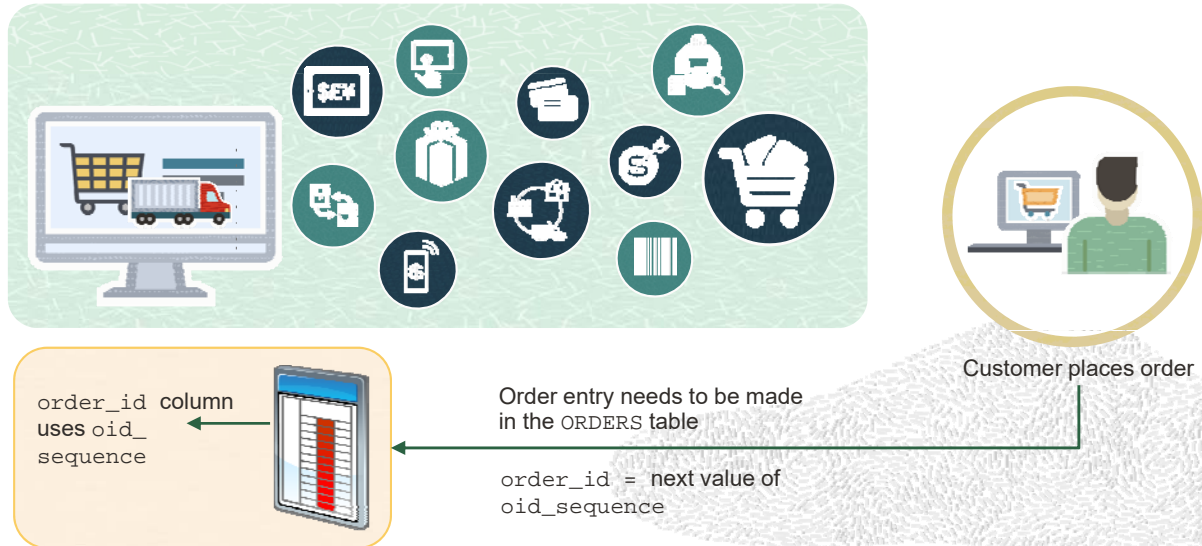 $£¥
$
$
Customer places order
Order entry needs to be made
in the ORDERS table
order_id column
uses oid_
sequence
order_id = next value of
oid_sequence